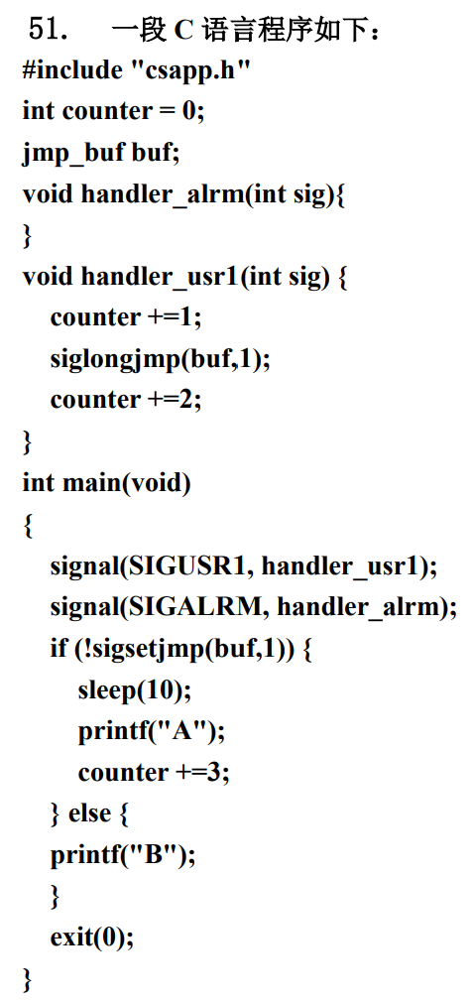 51. 一段 C 语言程序如下：
#include "csapp.h"
int counter = 0;
jmp_buf buf;
void handler_alrm(int sig){
}
void handler_usr1(int sig) {
counter +=1;
siglongjmp(buf,1);
counter +=2;
}
int main(void)
{
signal(SIGUSR1, handler_usr1);
signal(SIGALRM, handler_alrm);
if (!sigsetjmp(buf,1)) {
sleep(10);
printf("A");
counter +=3;
} else {
printf("B");
}
exit(0);
}